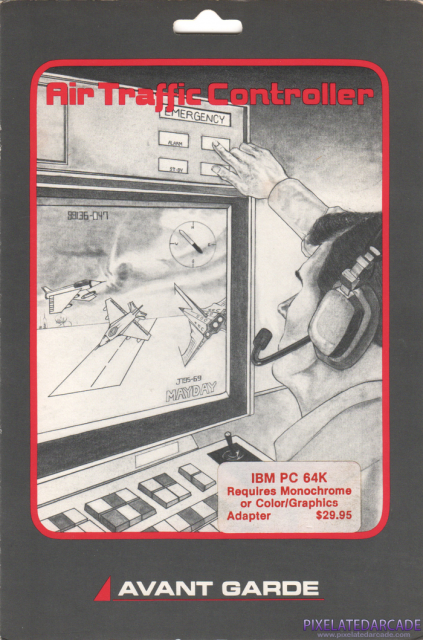 Air Traffic Controller
EMERGENCY
ALARM
ST-BY
MAYDAY
IBM PC 64K
Requires Monochrome
or Color/Graphics
Adapter $29.95
AVANT GARDE
PIXELATEDARCADE
www.pixelatedarcade.com